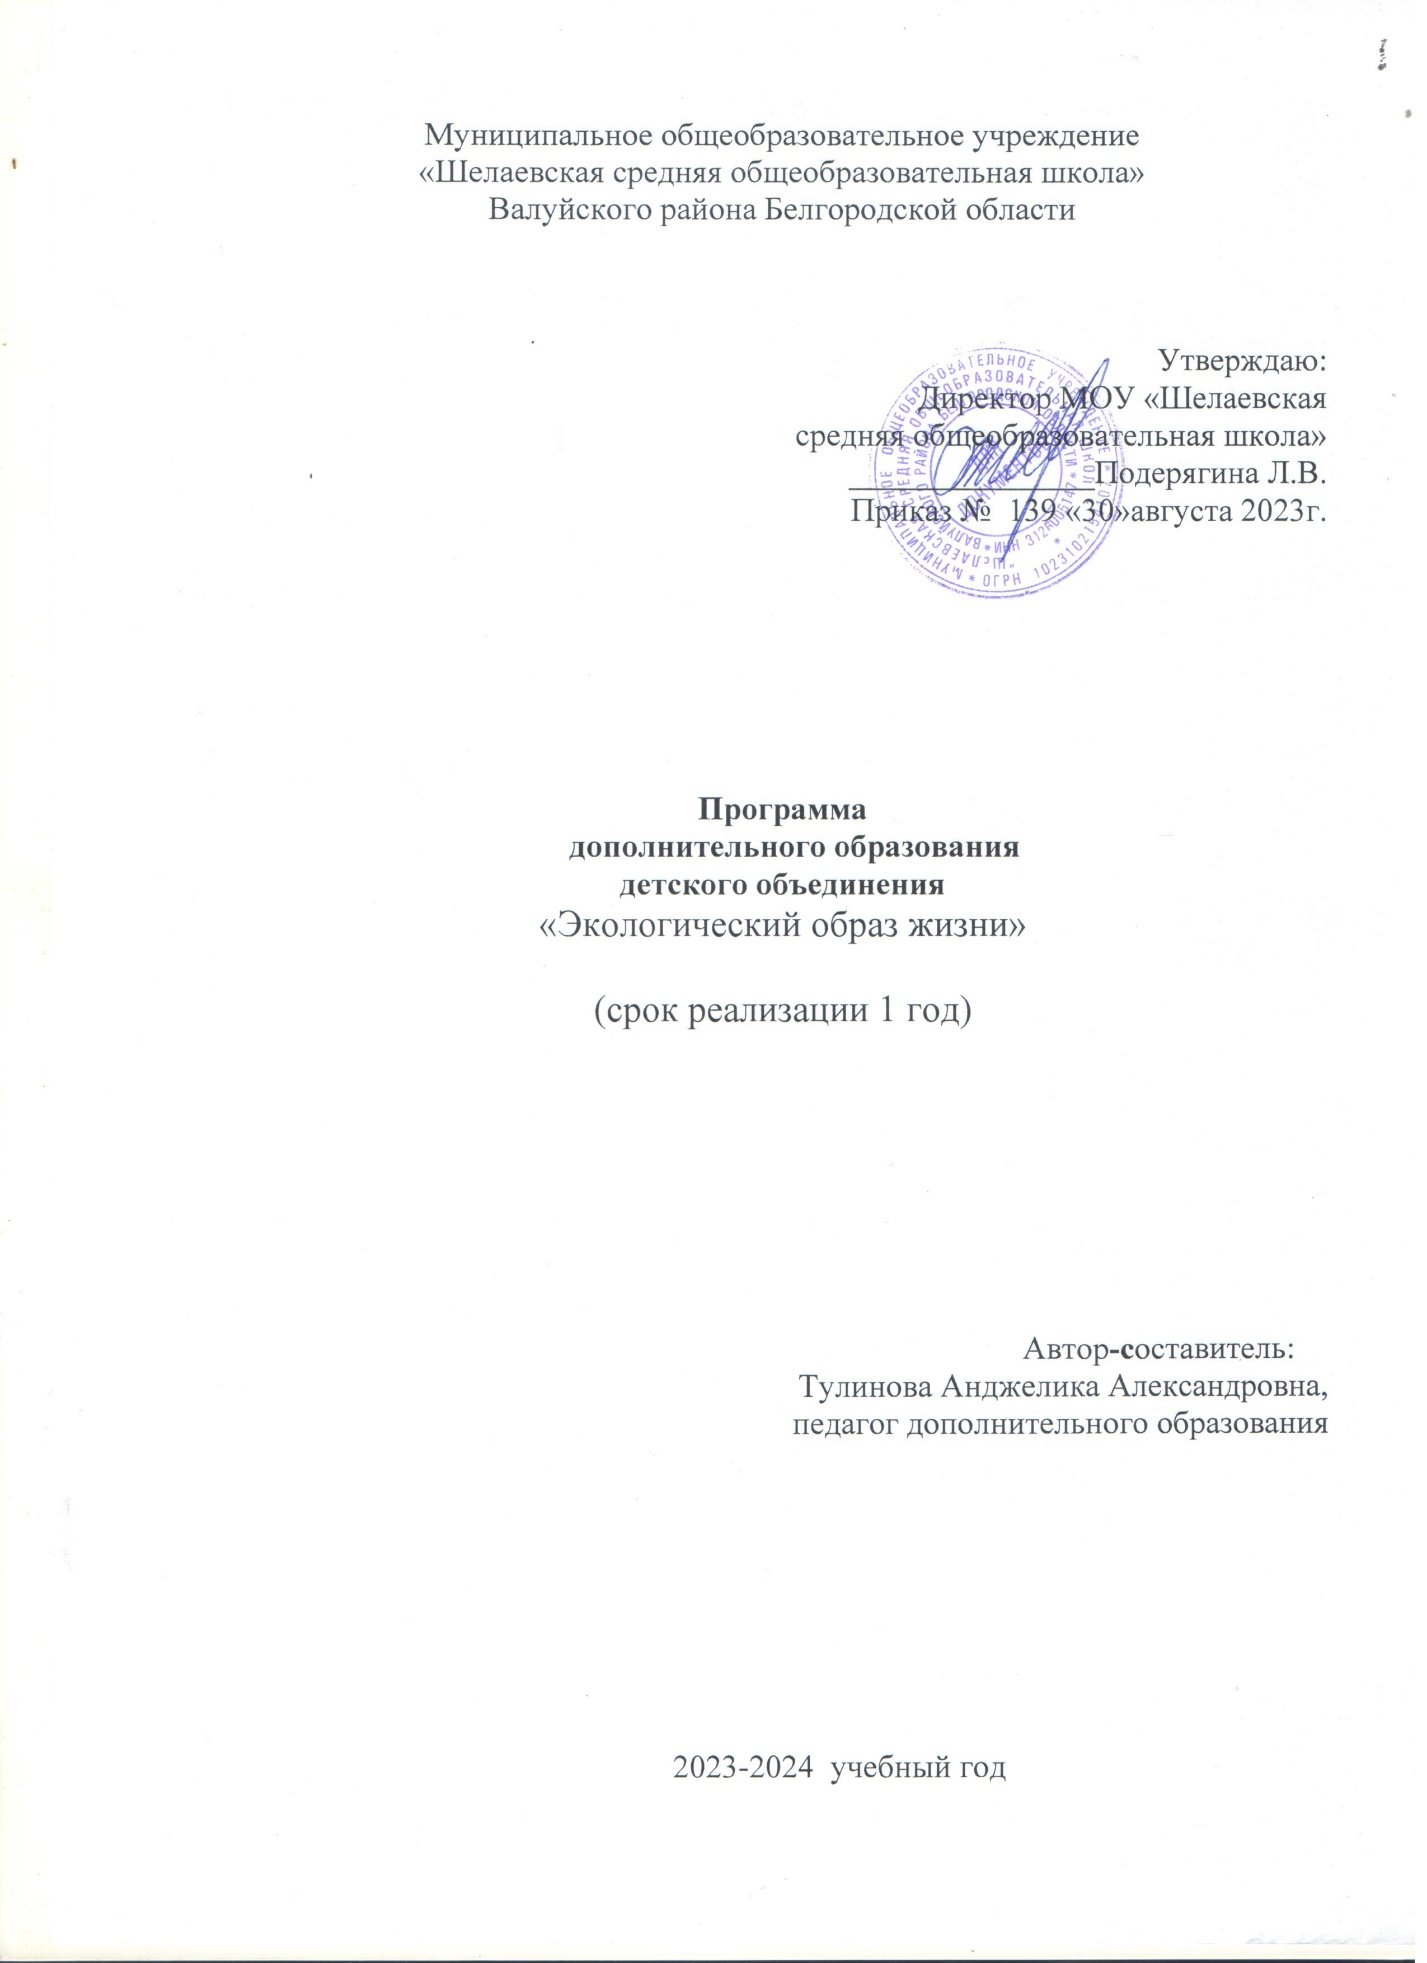 Муниципальное общеобразовательное учреждение
«Шелаевская средняя общеобразовательная школа»
Валуйского района Белгородской области
Утверждаю:
Директор МОУ «Шелаевская
средняя общеобразовательная школа»
_______________Подерягина Л.В.
Приказ № 139 «30»августа 2023г.
Программа
дополнительного образования
детского объединения
«Экологический образ жизни»
(срок реализации 1 год)
Автор-составитель:
Тулинова Анджелика Александровна,
педагог дополнительного образования
2023-2024 учебный год